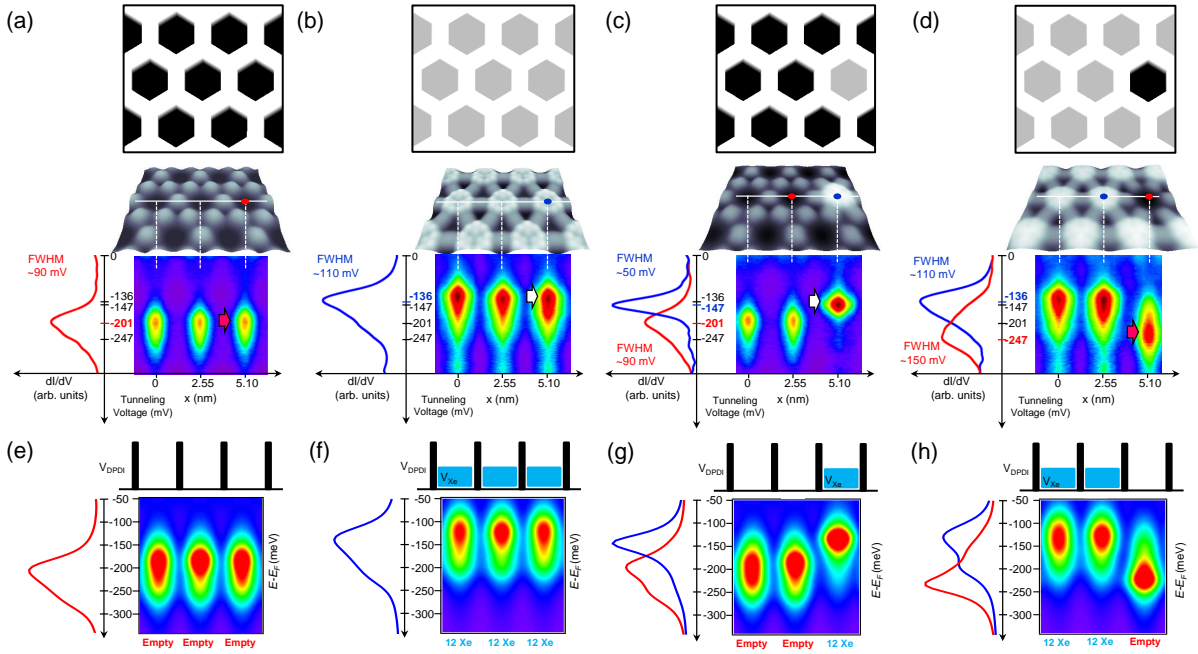 (a)
(b)
(c)
(d)
FWHM
~90 mV
0
-136
-147
-201
-247
dI/dV
(arb. units)
Tunneling
Voltage (mV)
0
2.55
5.10
x (nm)
FWHM
~110 mV
0
-136
-147
-201
-247
dI/dV
(arb. units)
Tunneling
Voltage (mV)
0
2.55
5.10
x (nm)
FWHM
~50 mV
0
-136
-147
-201
-247
FWHM
~90 mV
dI/dV
(arb. units)
Tunneling
Voltage (mV)
0
2.55
5.10
x (nm)
FWHM
~110 mV
0
-136
-147
-201
-247
FWHM
~150 mV
dI/dV
(arb. units)
Tunneling
Voltage (mV)
0
2.55
5.10
x (nm)
(e)
VDPDI
-50
-100
-150
-200
-250
-300
E-EF (meV)
Empty Empty Empty
(f)
VDPDI
VXe
-50
-100
-150
-200
-250
-300
E-EF (meV)
12 Xe 12 Xe 12 Xe
(g)
VDPDI
VXe
-50
-100
-150
-200
-250
-300
E-EF (meV)
Empty Empty 12 Xe
(h)
VDPDI
VXe
-50
-100
-150
-200
-250
-300
E-EF (meV)
12 Xe 12 Xe Empty